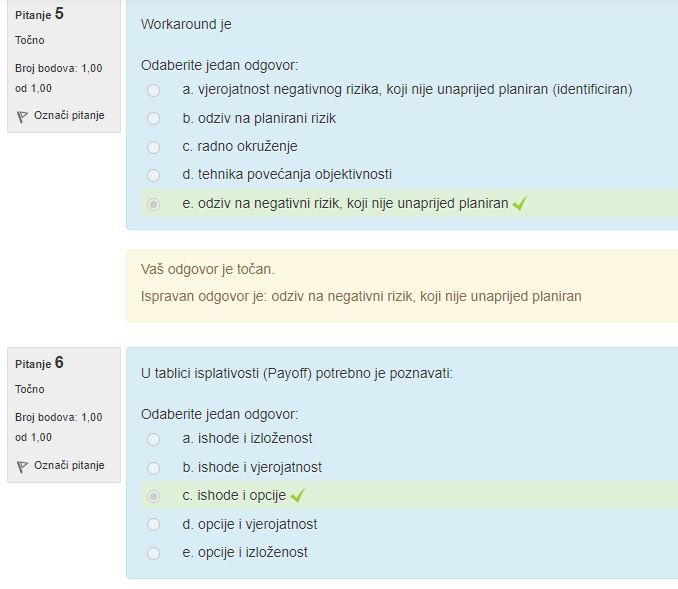 Pitanje 5
Točno
Broj bodova: 1,00
od 1,00
Označi pitanje
Workaround je
Odaberite jedan odgovor:
a. vjerojatnost negativnog rizika, koji nije unaprijed planiran (identificiran)
b. odziv na planirani rizik
c. radno okruženje
d. tehnika povećanja objektivnosti
e. odziv na negativni rizik, koji nije unaprijed planiran
Vaš odgovor je točan.
Ispravan odgovor je: odziv na negativni rizik, koji nije unaprijed planiran
Pitanje 6
Točno
Broj bodova: 1,00
od 1,00
Označi pitanje
U tablici isplativosti (Payoff) potrebno je poznavati:
Odaberite jedan odgovor:
a. ishode i izloženost
b. ishode i vjerojatnost
c. ishode i opcije
d. opcije i vjerojatnost
e. opcije i izloženost